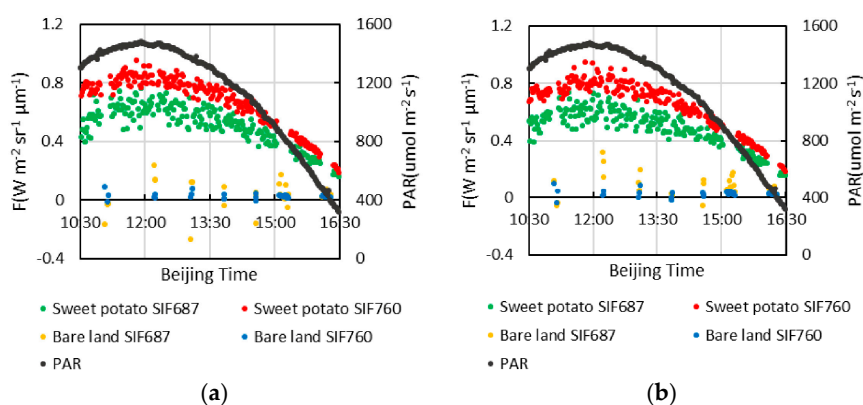 1.2 1600 1.2 1600
0.8 1200 0.8 1200
0.4 800 0.4 800
0 400 0 400
10:30 12:00 13:30 15:00 16:30 10:30 12:00 13:30 15:00 16:30
-0.4 0 -0.4 0
F(W m-2 sr-1 μm-1)
PAR(umol m-2 s-1)
F(W m-2 sr-1 μm-1)
PAR(umol m-2 s-1)
Beijing Time Beijing Time
Sweet potato SIF687 Sweet potato SIF760 Sweet potato SIF687 Sweet potato SIF760
Bare land SIF687 Bare land SIF760 Bare land SIF687 Bare land SIF760
PAR PAR
(a) (b)